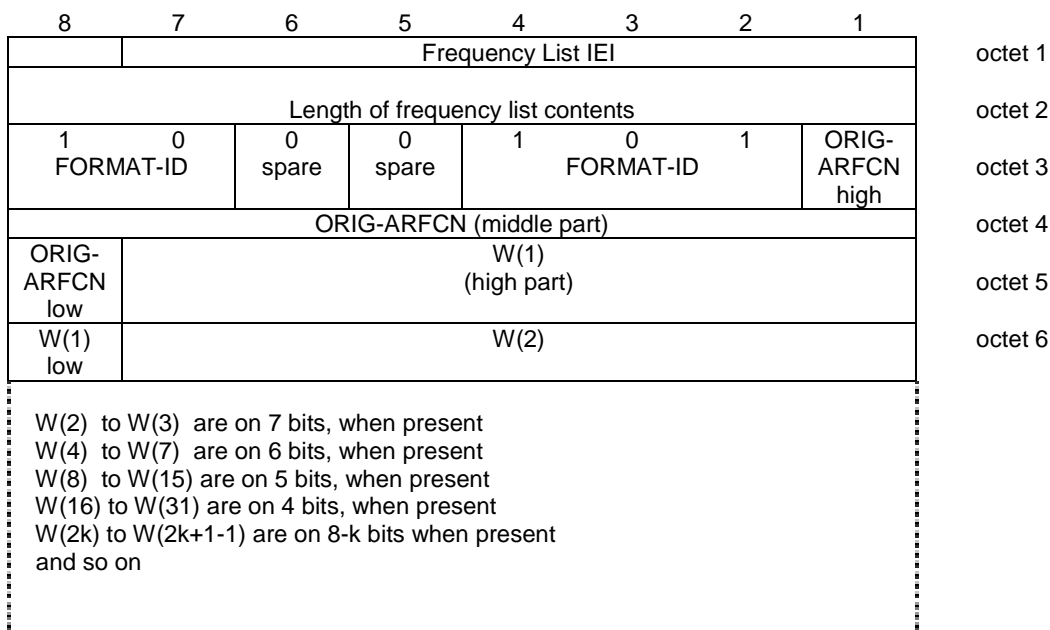 8 7 6 5 4 3 2 1
Frequency List IEI octet 1
Length of frequency list contents octet 2
1 0 0 0 1 0 1 ORIG-
FORMAT-ID spare spare FORMAT-ID ARFCN octet 3
high
ORIG-ARFCN (middle part) octet 4
ORIG- W(1)
ARFCN (high part) octet 5
low
W(1) W(2) octet 6
low
W(2) to W(3) are on 7 bits, when present
W(4) to W(7) are on 6 bits, when present
W(8) to W(15) are on 5 bits, when present
W(16) to W(31) are on 4 bits, when present
W(2k) to W(2k+1-1) are on 8-k bits when present
and so on